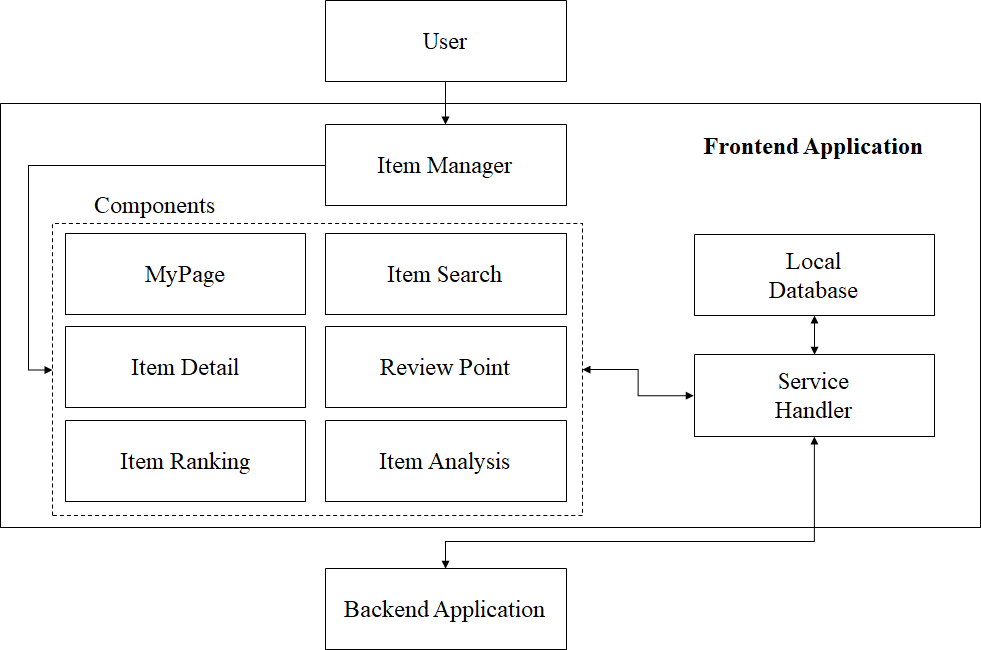 User
Item Manager
Frontend Application
Components
MyPage
Item Search
Local
Database
Item Detail
Review Point
Service
Handler
Item Ranking
Item Analysis
Backend Application